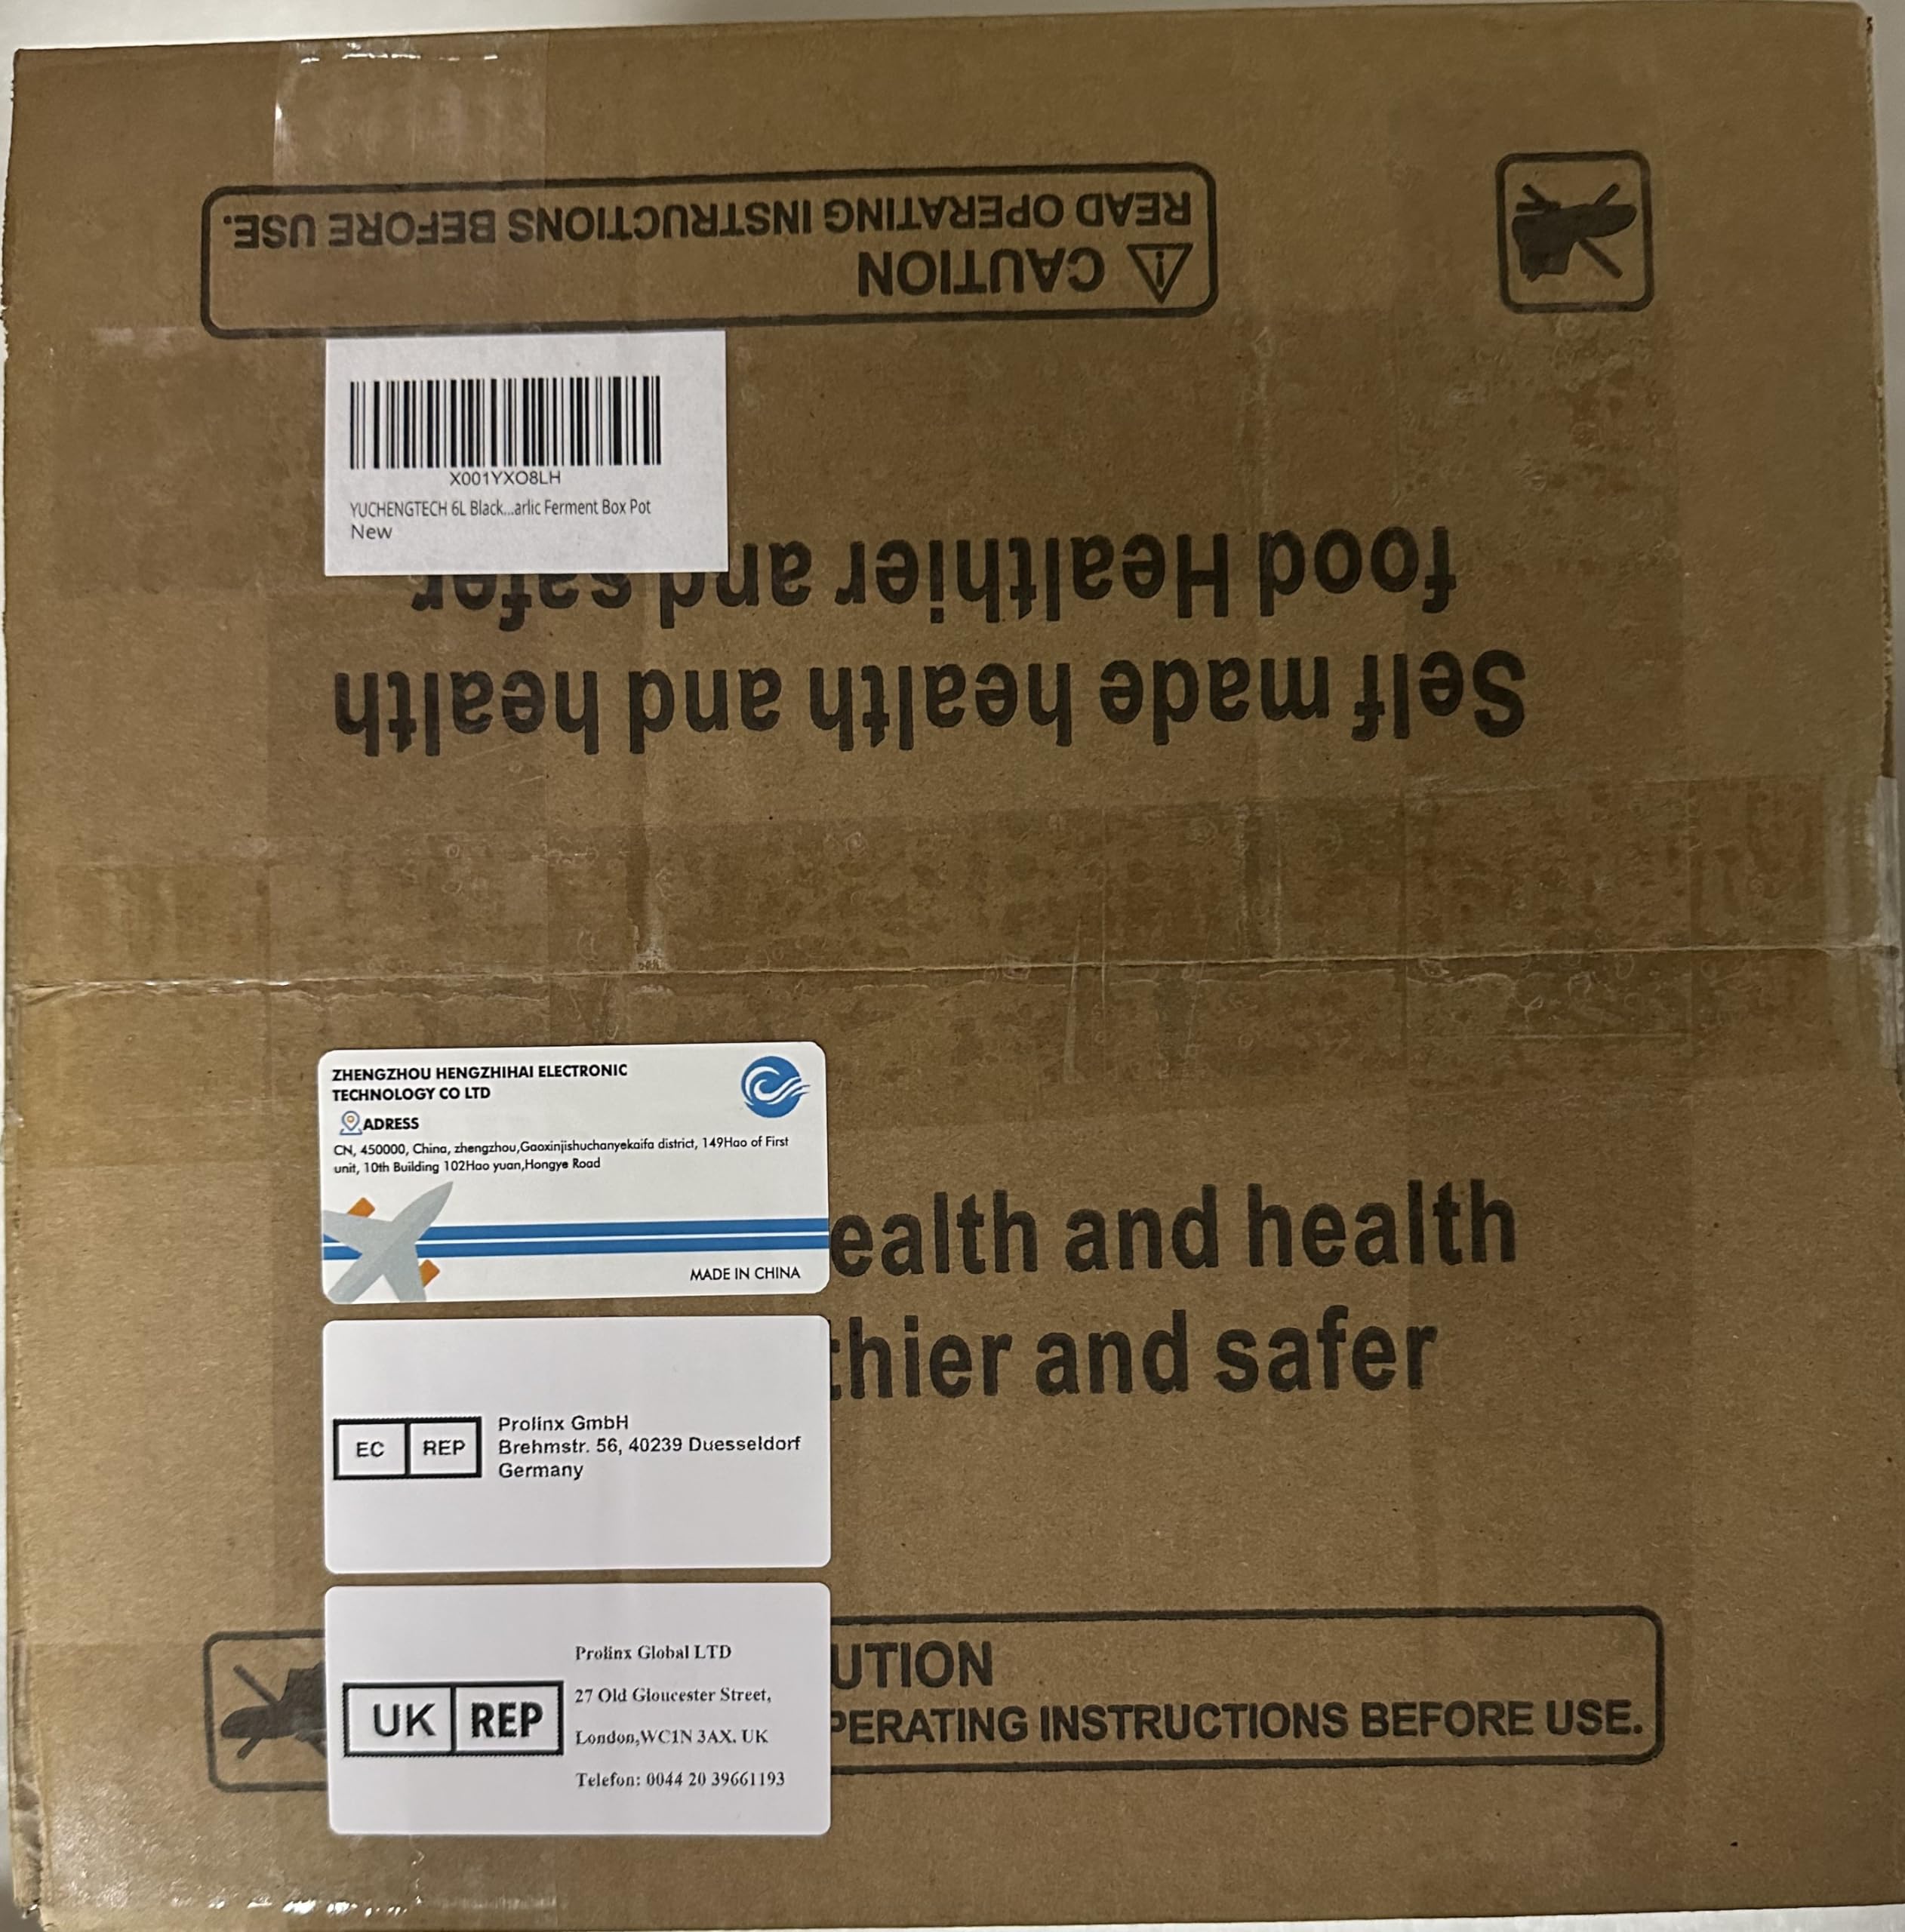 CAUTION
READ OPERATING INSTRUCTIONS BEFORE USE.
X001YXO8LH
YUCHENGTECH 6L Black...arlic Ferment Box Pot
New
Self made health and health
food Healthier and safer
ZHENGZHOU HENGZHIHAI ELECTRONIC
TECHNOLOGY CO LTD
ADRESS
CN, 450000, China, zhengzhou,Gaoxinjishuchanyekaifa district, 149Hao of First
unit, 10th Building 102Hao yuan,Hongye Road
MADE IN CHINA
ealth and health
thier and safer
EC REP
Prolinx GmbH
Brehmstr. 56, 40239 Duesseldorf
Germany
UK REP
Prolinx Global LTD
27 Old Gloucester Street,
London,WC1N 3AX. UK
Telefon: 0044 20 39661193
UTION
PERATING INSTRUCTIONS BEFORE USE.